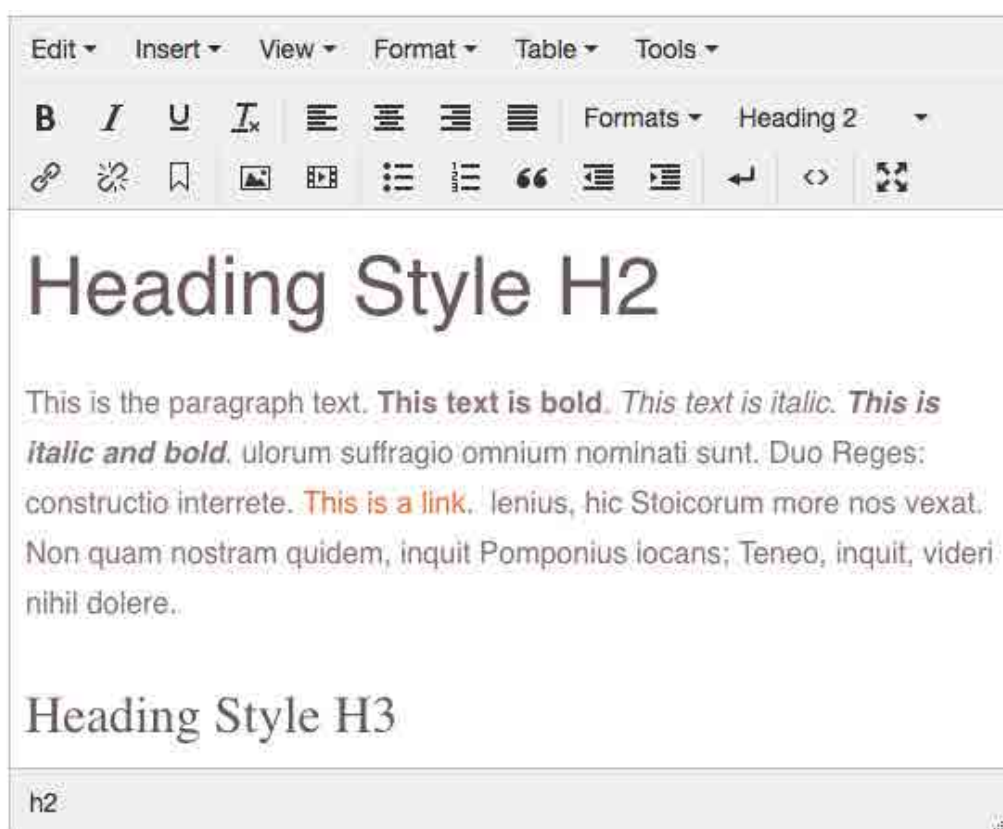 Edit Insert View Format Table Tools
B I U Tx Formats Heading 2
Heading Style H2
This is the paragraph text. This text is bold. This text is italic. This is
italic and bold. ulorum suffragio omnium nominati sunt. Duo Reges:
constructio interrete. This is a link. lenius, hic Stoicorum more nos vexat.
Non quam nostram quidem, inquit Pomponius iocans; Teneo, inquit, videri
nihil dolere.
Heading Style H3
h2